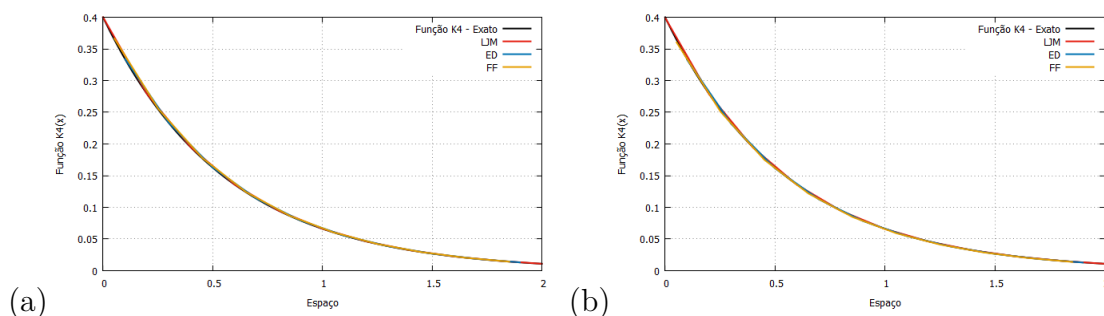 0.4
0.35
0.3
0.25
0.2
0.15
0.1
0.05
0
Função K4(x)
Função K4 - Exato
LJM
ED
FF
0 0.5 1 1.5 2
Espaço
(a)
0.4
0.35
0.3
0.25
0.2
0.15
0.1
0.05
0
Função K4(x)
Função K4 - Exato
LJM
ED
FF
0 0.5 1 1.5
Espaço
(b)